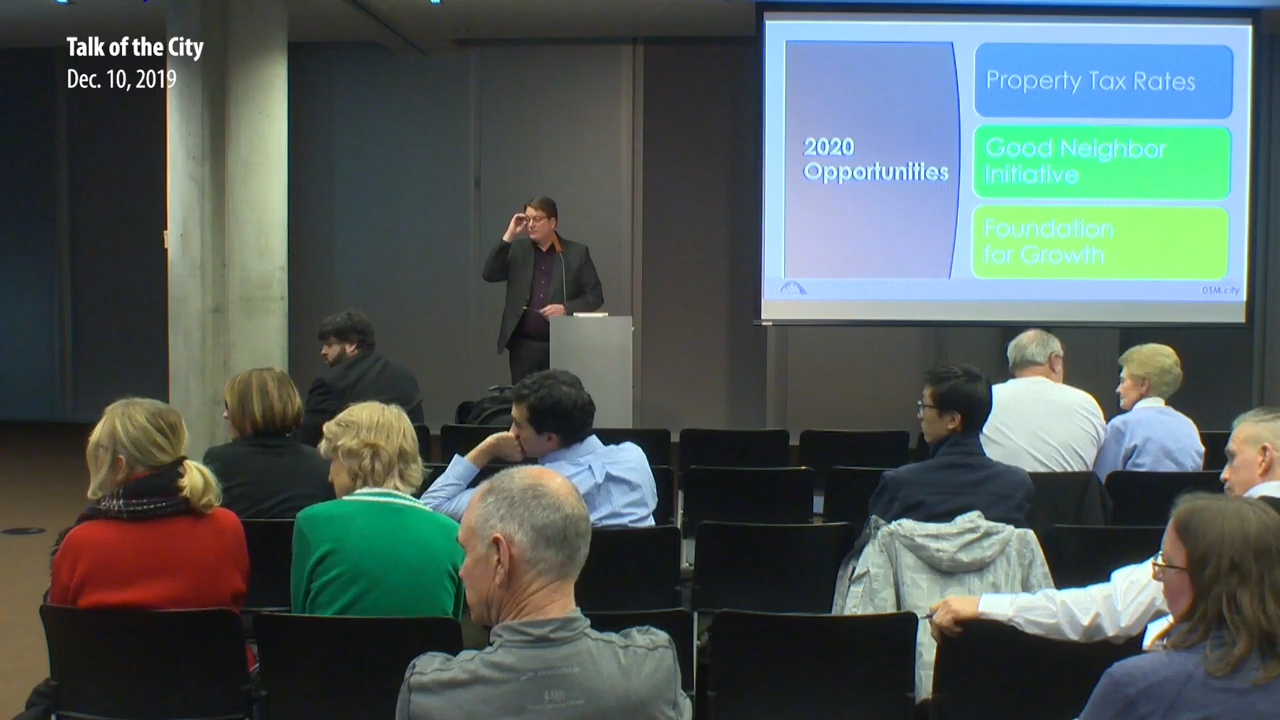 Talk of the City
Dec. 10, 2019
2020
Opportunities
Property Tax Rates
Good Neighbor
Initiative
Foundation
for Growth
DSM.city